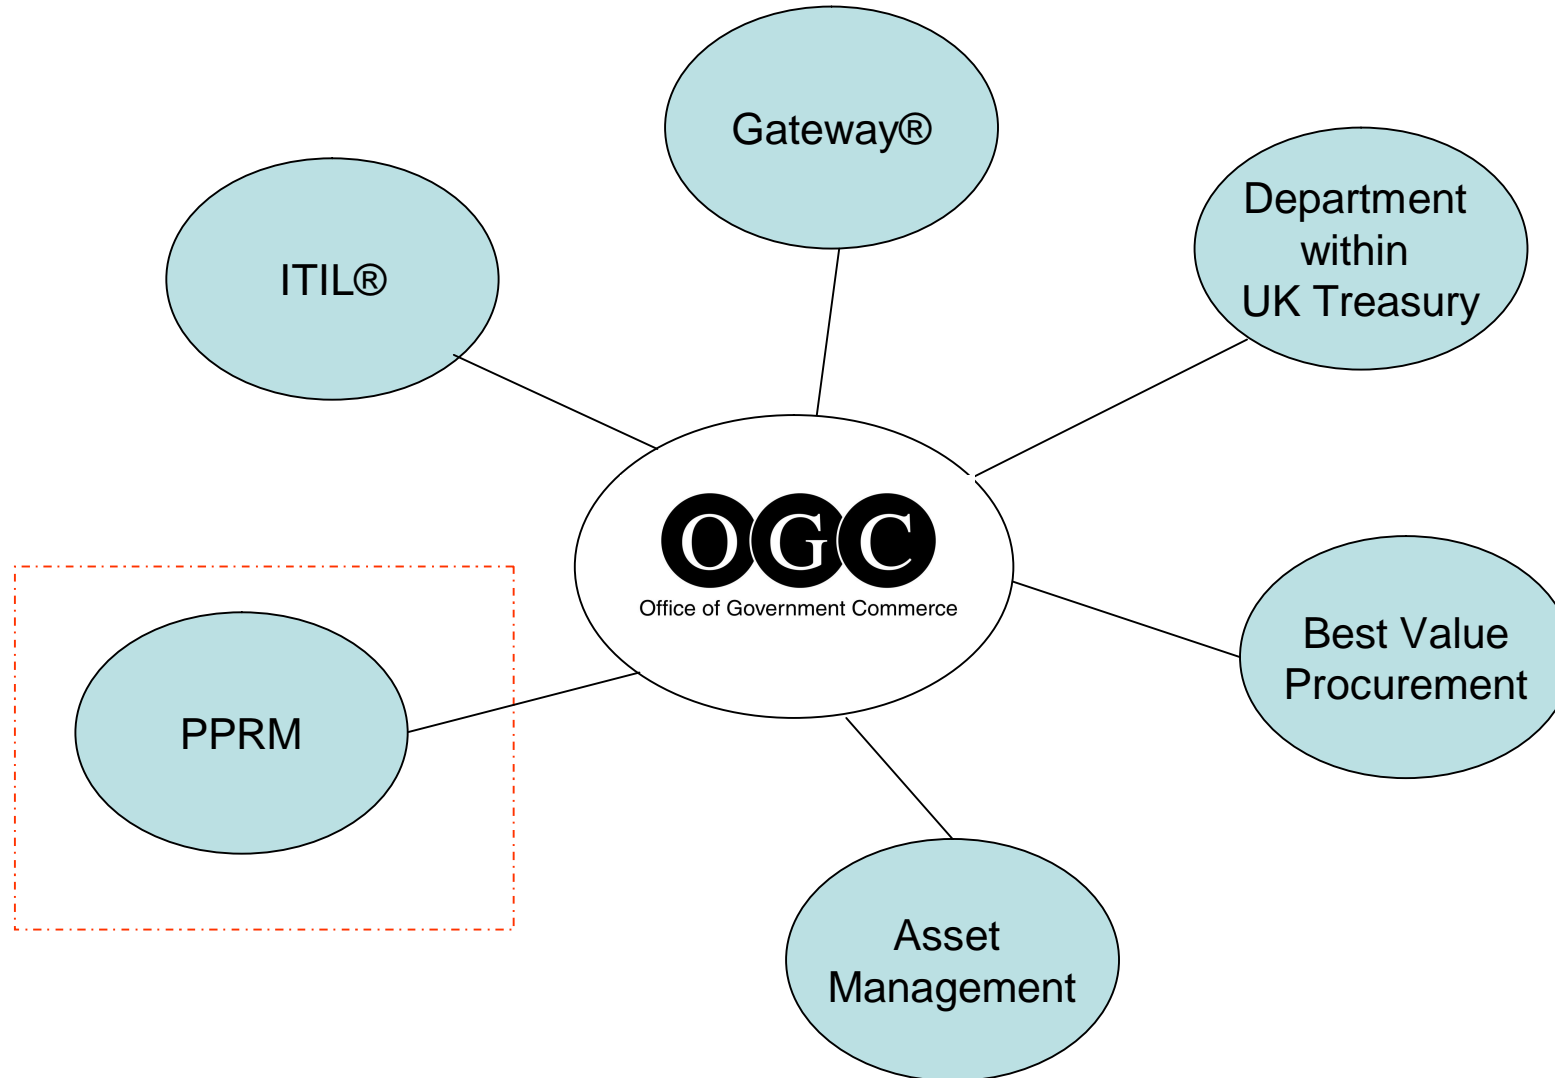 Gateway®
ITIL®
Department
within
UK Treasury
OGC
Office of Government Commerce
Best Value
Procurement
PPRM
Asset
Management